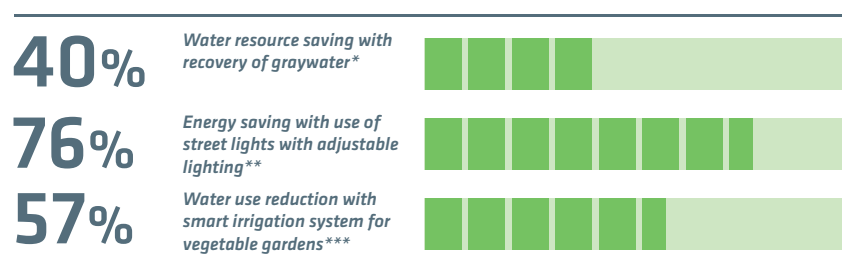 40%
Water resource saving with
recovery of graywater*
76%
Energy saving with use of
street lights with adjustable
lighting**
57%
Water use reduction with
smart irrigation system for
vegetable gardens***